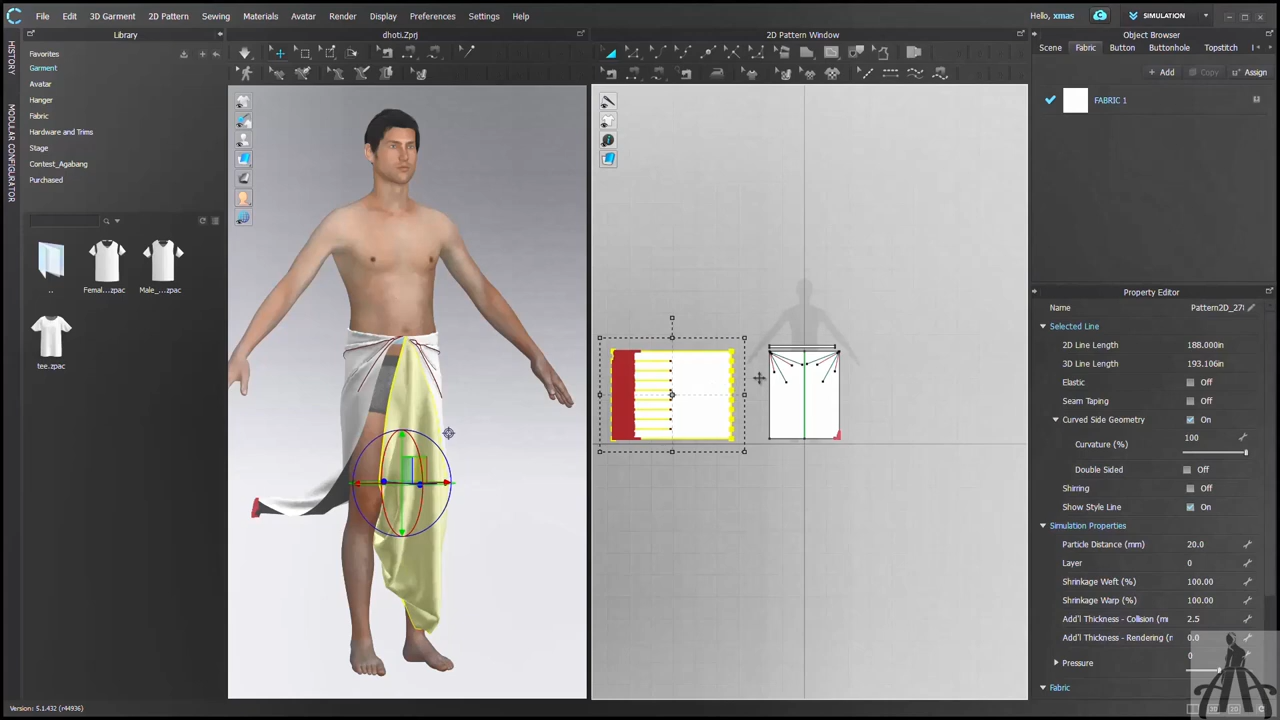 File Edit 3D Garment 2D Pattern Sewing Materials Avatar Render Display Preferences Settings Help
Hello, xmas
SIMULATION
HISTORY
MODULAR CONFIGURATOR
Library
Favorites
Garment
Avatar
Hanger
Fabric
Hardware and Trims
Stage
Contest_Agabang
Purchased
..
Femal...zpac
Male_...zpac
tee.zpac
dhoti.Zprj
2D Pattern Window
Object Browser
Scene Fabric Button Buttonhole Topstitch
Add Copy Assign
FABRIC 1
Property Editor
Name Pattern2D_27
Selected Line
2D Line Length 188.000in
3D Line Length 193.106in
Elastic Off
Seam Taping Off
Curved Side Geometry On
Curvature (%) 100
Double Sided Off
Shirring Off
Show Style Line On
Simulation Properties
Particle Distance (mm) 20.0
Layer 0
Shrinkage Weft (%) 100.00
Shrinkage Warp (%) 100.00
Add'l Thickness - Collision (m 2.5
Add'l Thickness - Rendering (n 0.0
Pressure 0
Fabric
Version: 5.1.432 (r44936)